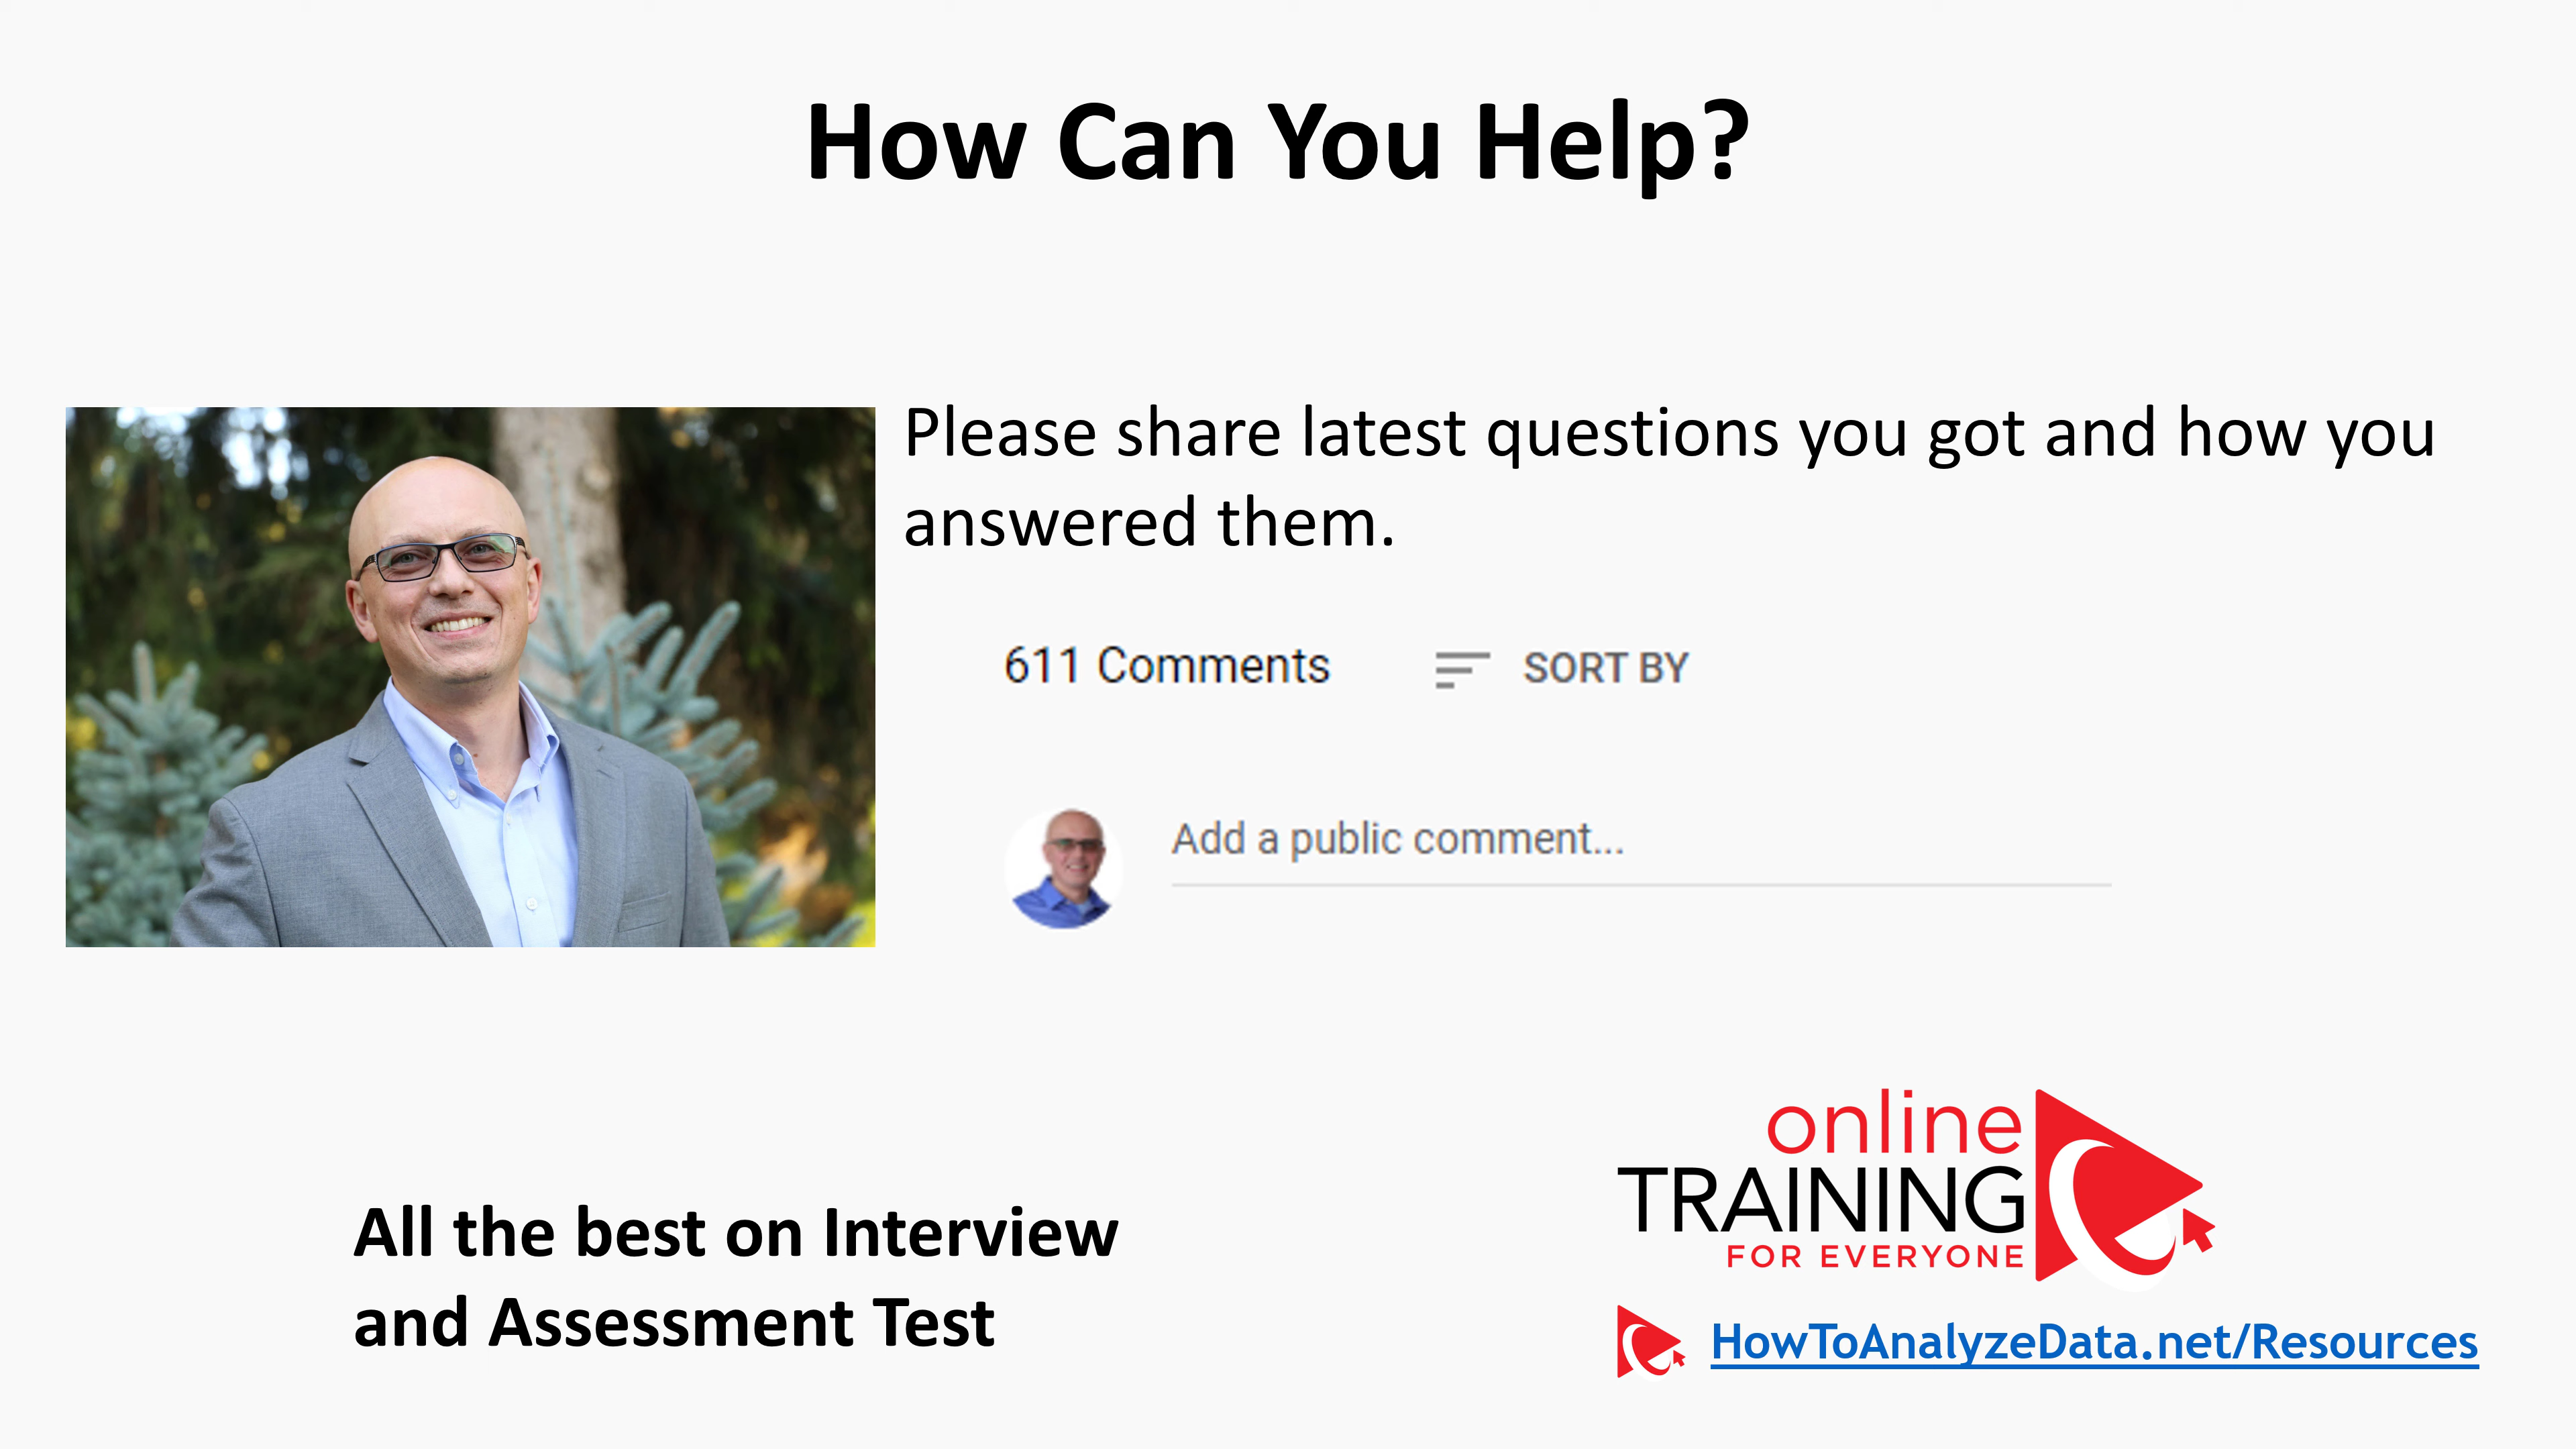 How Can You Help?
Please share latest questions you got and how you
answered them.
611 Comments
SORT BY
Add a public comment...
All the best on Interview
and Assessment Test
online
TRAINING
FOR EVERYONE
HowToAnalyzeData.net/Resources